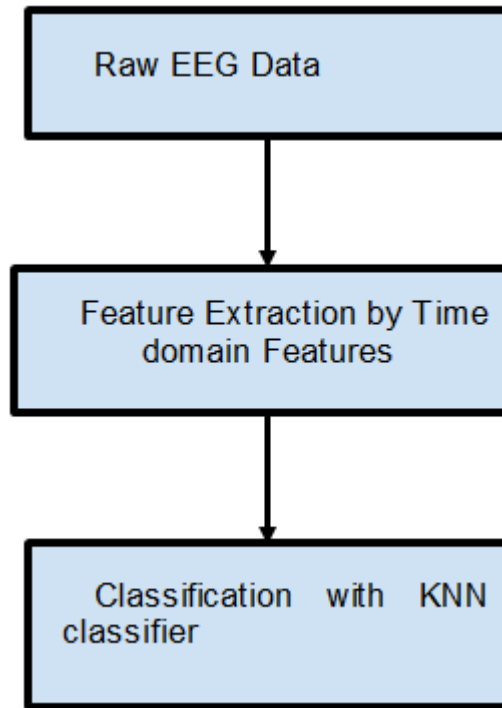 Raw EEG Data
Feature Extraction by Time
domain Features
Classification with KNN
classifier